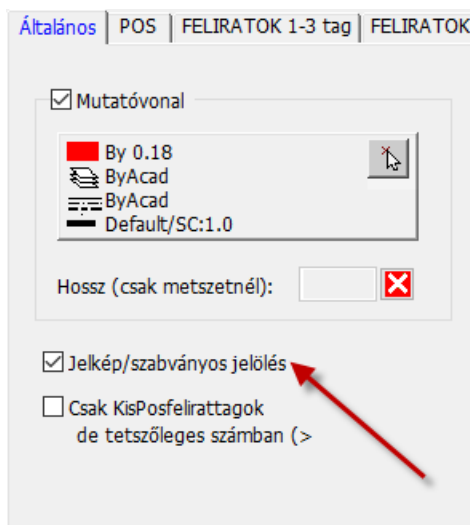 Általános POS FELIRATOK 1-3 tag FELIRATOK
Mutatóvonal
By 0.18
ByAcad
ByAcad
Default/SC:1.0
Hossz (csak metszetnél):
Jelkép/szabványos jelölés
Csak KisPosfelirattagok
de tetszőleges számban (>